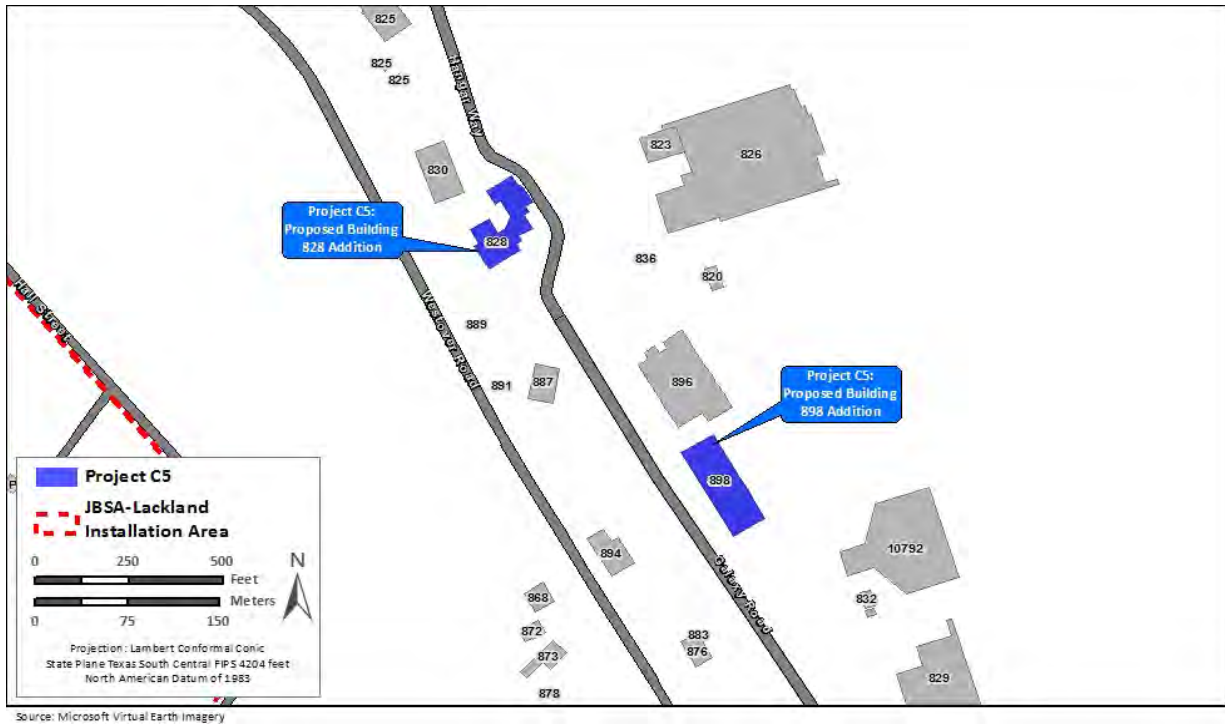 825
825
825
Hangar Way
823
826
830
Project C5:
Proposed Building
828 Addition
828
836
820
Hall Street
Westover Road
889
891
887
896
Project C5:
Proposed Building
898 Addition
898
P
Project C5
JBSA-Lackland
Installation Area
0 250 500
Feet
Meters
0 75 150
N
Projection: Lambert Conformal Conic
State Plane Texas South Central FIPS 4204 feet
North American Datum of 1983
894
10792
868
832
Galaxy Road
872
873
883
876
878
829
Source: Microsoft Virtual Earth Imagery